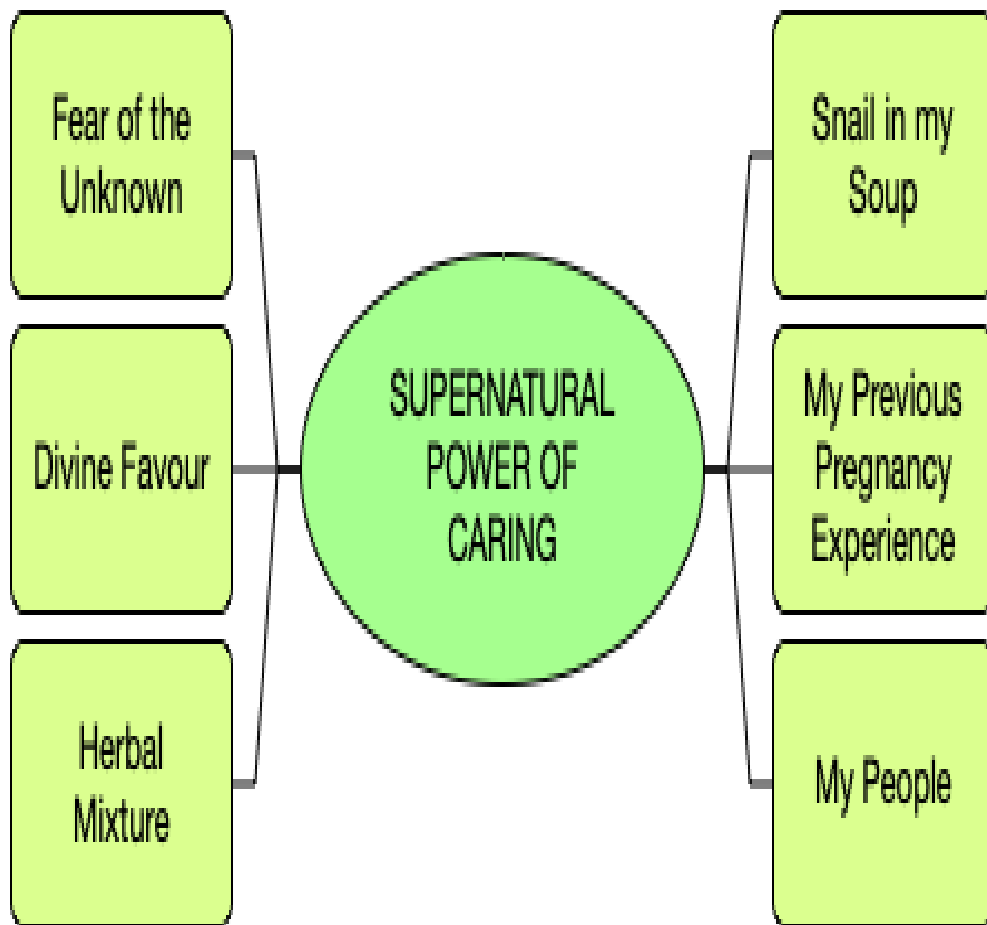 Fear of the
Unknown
Divine Favour
Herbal
Mixture
SUPERNATURAL
POWER OF
CARING
Snail in my
Soup
My Previous
Pregnancy
Experience
My People